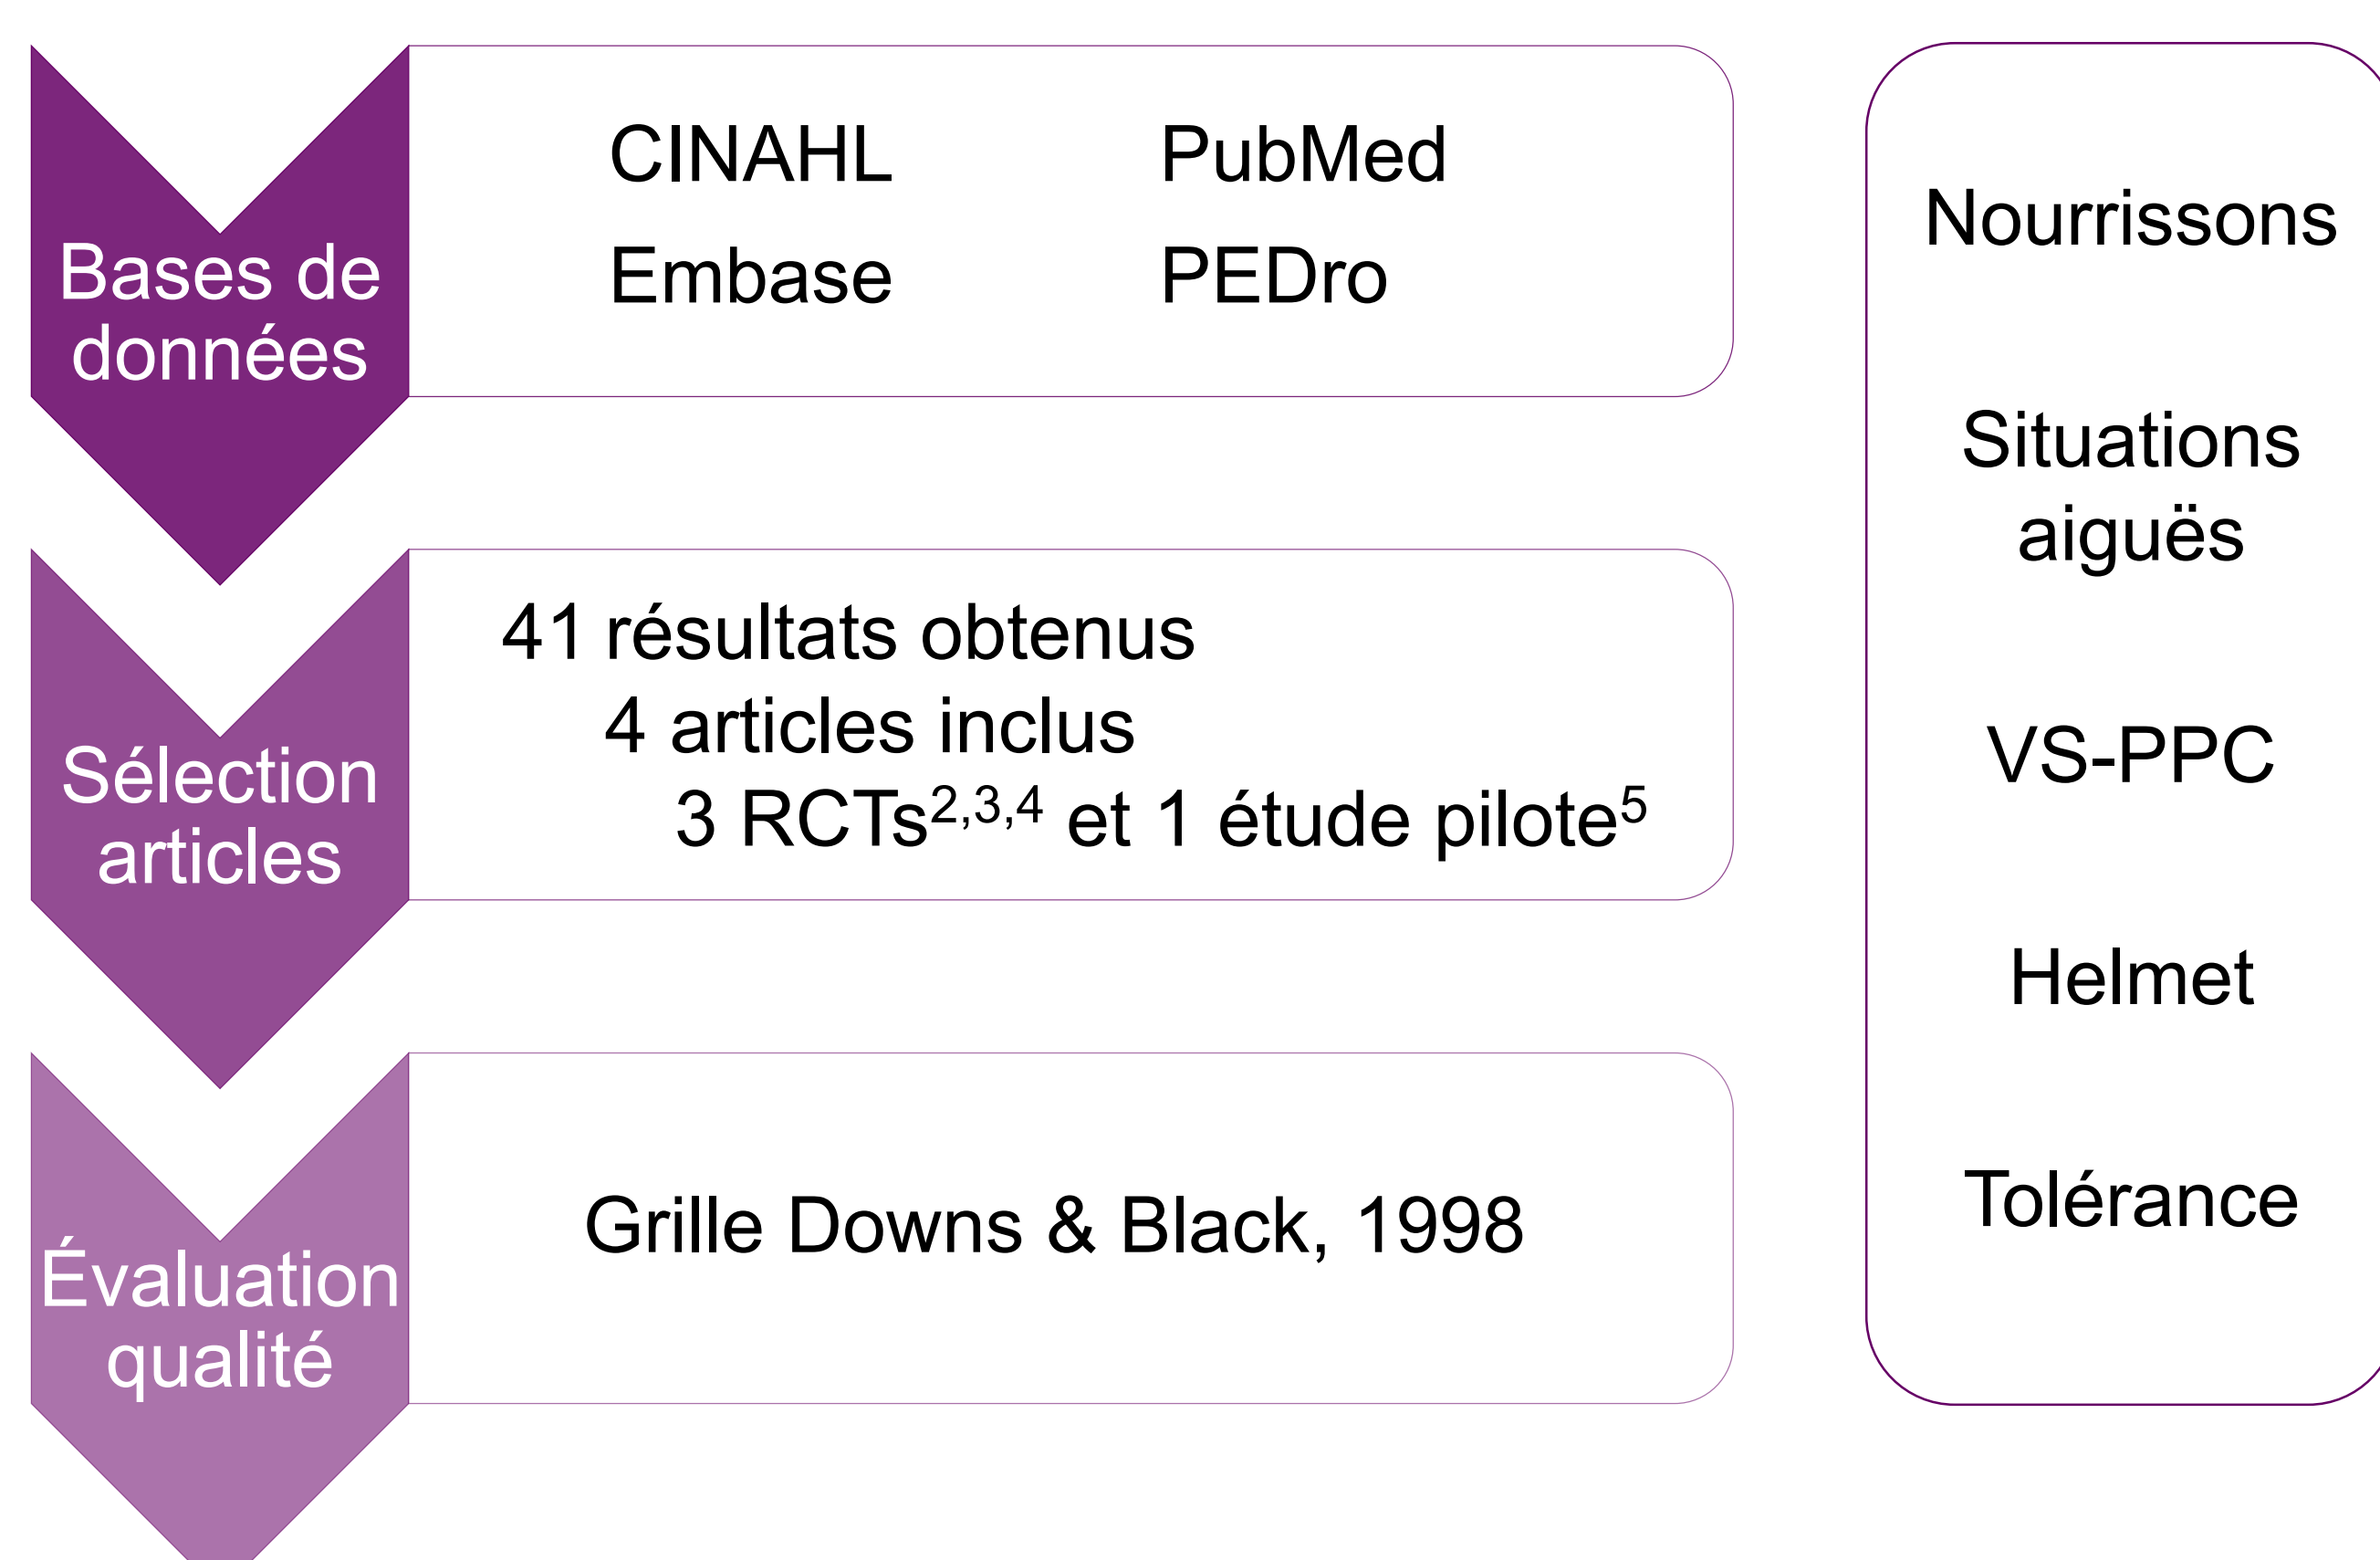 Bases de
données
CINAHL PubMed
Embase PEDro
Sélection
articles
41 résultats obtenus
4 articles inclus
3 RCTs2,3,4 et 1 étude pilote5
Évaluation
qualité
Grille Downs & Black, 1998
Nourrissons
Situations
aiguës
VS-PPC
Helmet
Tolérance